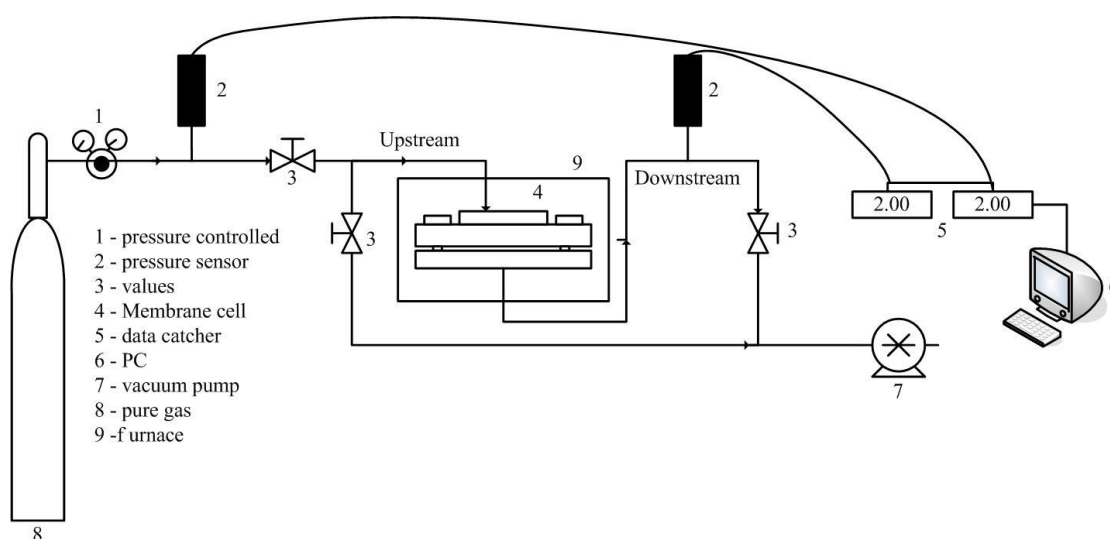 1
2
2
3
Upstream
9
4
Downstream
3
3
2.00
2.00
5
1 - pressure controlled
2 - pressure sensor
3 - values
4 - Membrane cell
5 - data catcher
6 - PC
7 - vacuum pump
8 - pure gas
9 -f urnace
7
8